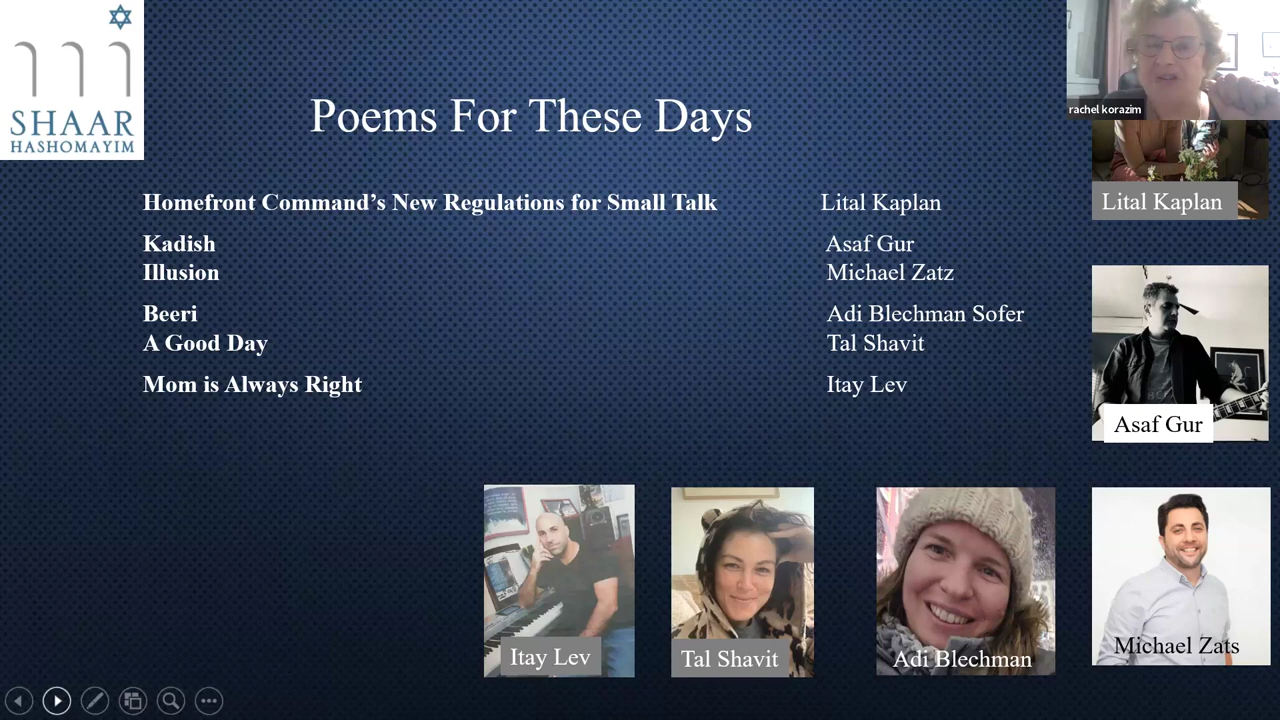 SHAAR
HASHOMAYIM
Poems For These Days
Homefront Command’s New Regulations for Small Talk Lital Kaplan
Kadish Asaf Gur
Illusion Michael Zatz
Beeri Adi Blechman Sofer
A Good Day Tal Shavit
Mom is Always Right Itay Lev
rachel korazim
Lital Kaplan
Asaf Gur
Itay Lev
Tal Shavit
Adi Blechman
Michael Zats